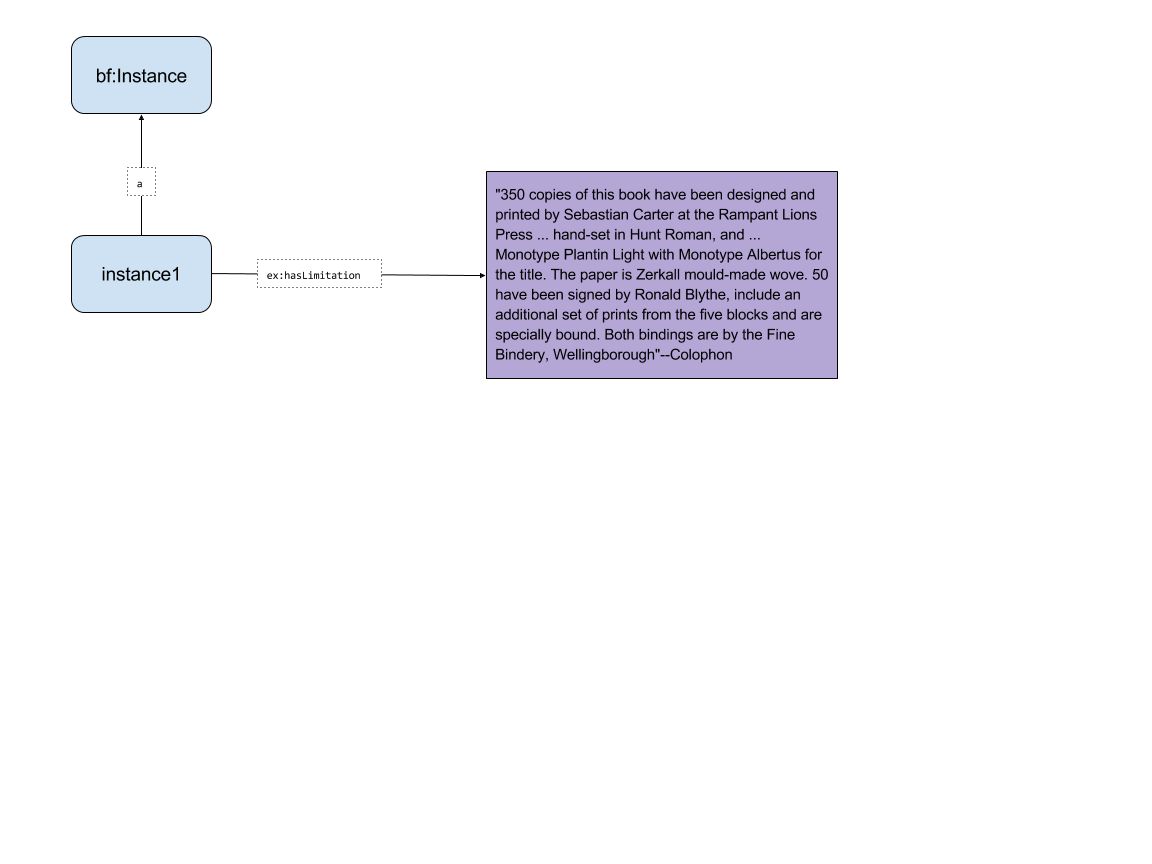 bf:Instance
a
instance1
ex:hasLimitation
"350 copies of this book have been designed and
printed by Sebastian Carter at the Rampant Lions
Press ... hand-set in Hunt Roman, and ...
Monotype Plantin Light with Monotype Albertus for
the title. The paper is Zerkall mould-made wove. 50
have been signed by Ronald Blythe, include an
additional set of prints from the five blocks and are
specially bound. Both bindings are by the Fine
Bindery, Wellingborough"--Colophon